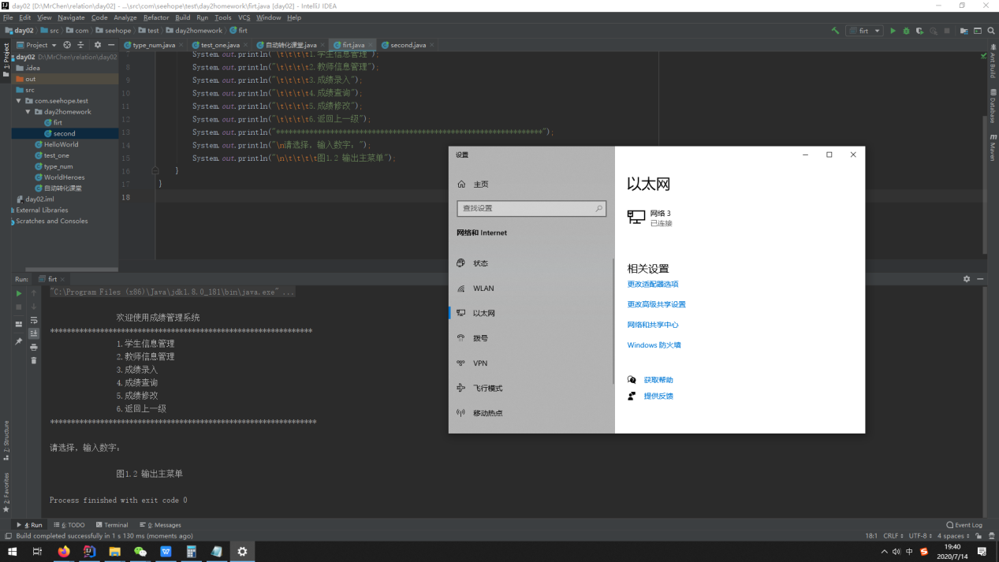 day02 [D:\MrChen\relation\day02] - ...\src\com\seehope\test\day2homework\firt.java [day02] - IntelliJ IDEA
File Edit View Navigate Code Analyze Refactor Build Run Tools VCS Window Help
day02 src com seehope test day2homework firt
firt
Project
type_num.java test_one.java 自动转化课堂.java firt.java second.java
1: Project
day02 D:\MrChen\relation\day02
.idea
out
src
com.seehope.test
day2homework
firt
second
HelloWorld
test_one
type_num
WorldHeroes
自动转化课堂
day02.iml
External Libraries
Scratches and Consoles
7 System.out.println("\t\t\t\t1.学生信息管理");
8 System.out.println("\t\t\t\t2.教师信息管理");
9 System.out.println("\t\t\t\t3.成绩录入");
10 System.out.println("\t\t\t\t4.成绩查询");
11 System.out.println("\t\t\t\t5.成绩修改");
12 System.out.println("\t\t\t\t6.返回上一级");
13 System.out.println("****************************************************************");
14 System.out.println("\n请选择，输入数字：");
15 System.out.println("\n\t\t\t\t图1.2 输出主菜单");
16 }
17 }
18
Ant Build
Database
Maven
设置
主页
查找设置
网络和 Internet
状态
WLAN
以太网
拨号
VPN
飞行模式
移动热点
以太网
网络 3
已连接
相关设置
更改适配器选项
更改高级共享设置
网络和共享中心
Windows 防火墙
获取帮助
提供反馈
Run: firt
"C:\Program Files (x86)\Java\jdk1.8.0_181\bin\java.exe" ...
欢迎使用成绩管理系统
***************************************************************
1.学生信息管理
2.教师信息管理
3.成绩录入
4.成绩查询
5.成绩修改
6.返回上一级
****************************************************************
请选择，输入数字：
图1.2 输出主菜单
Process finished with exit code 0
Z: Structure
2: Favorites
4: Run 6: TODO Terminal 0: Messages Event Log
Build completed successfully in 1 s 130 ms (moments ago)
18:1 CRLF UTF-8 4 spaces
中
19:40
2020/7/14